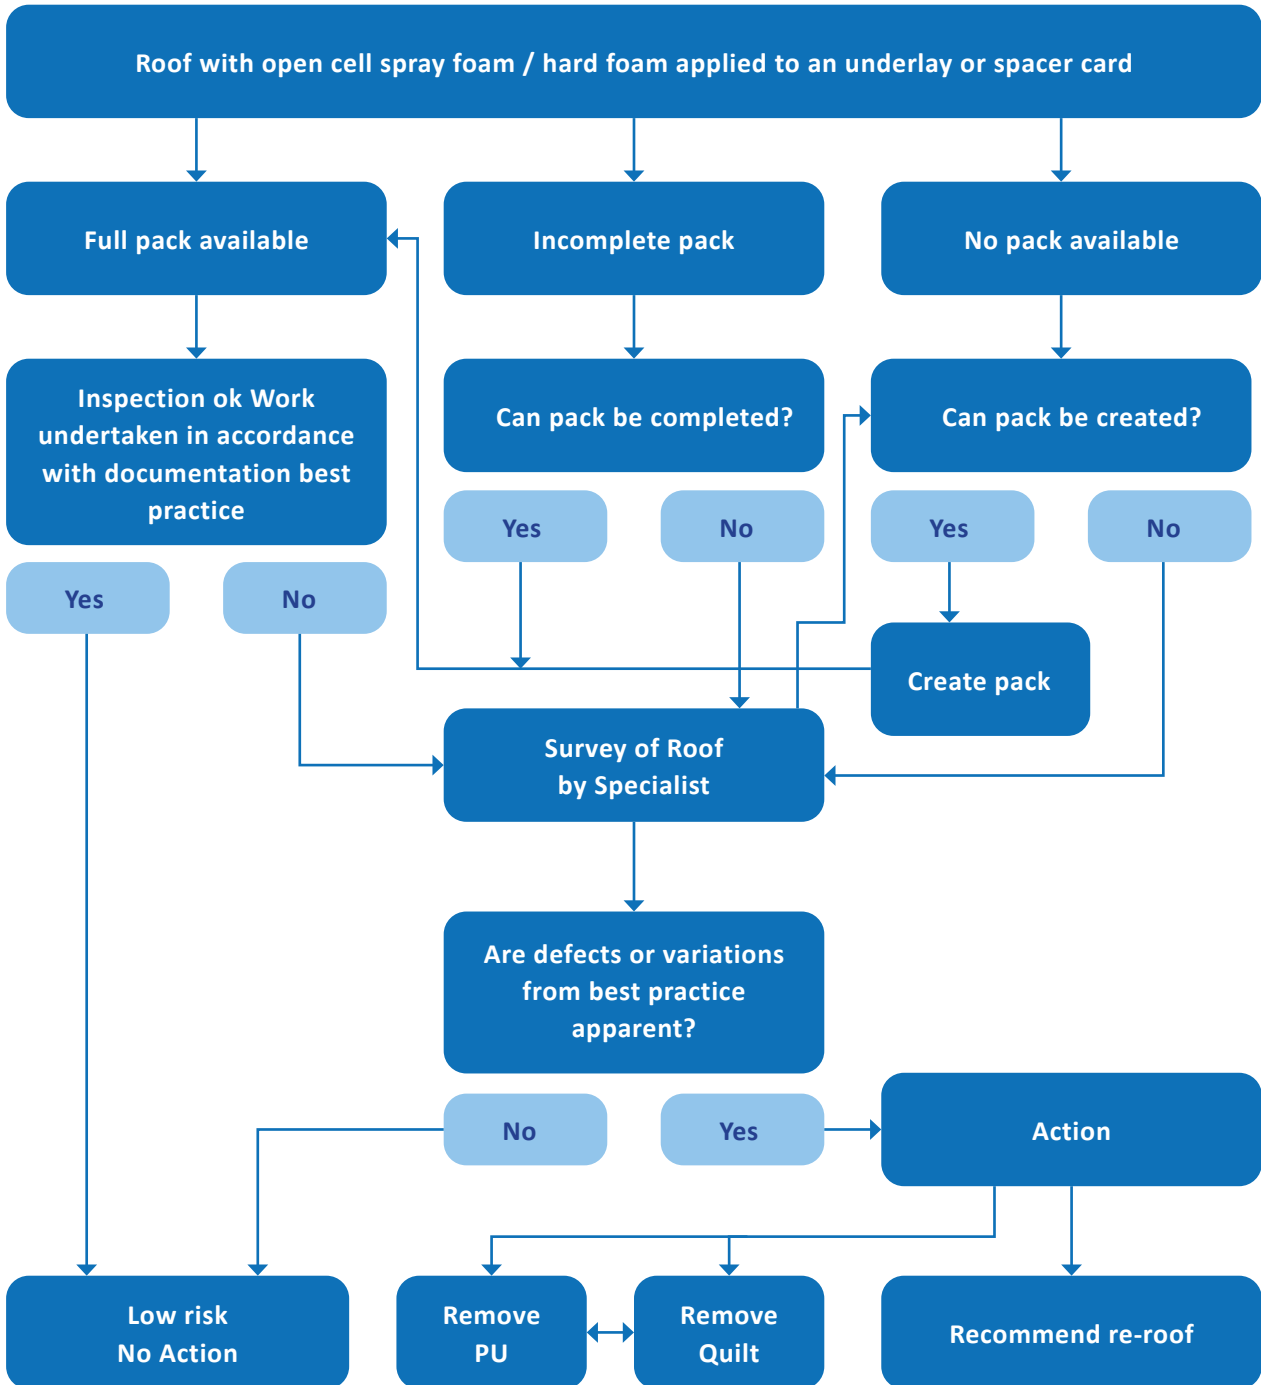 Roof with open cell spray foam / hard foam applied to an underlay or spacer card
Full pack available
Incomplete pack
No pack available
Inspection ok Work
undertaken in accordance
with documentation best
practice
Can pack be completed?
Can pack be created?
Yes
No
Yes
No
Yes
No
Create pack
Survey of Roof
by Specialist
Are defects or variations
from best practice
apparent?
No
Yes
Action
Low risk
No Action
Remove
PU
Remove
Quilt
Recommend re-roof